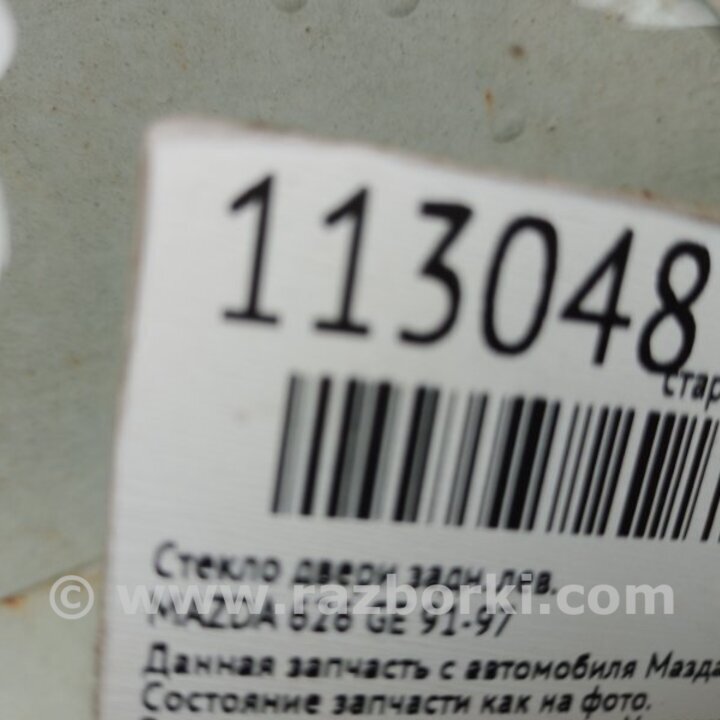 113048
стар
Стекло двери задн.лев.
© www.razborki.com
MAZDA 626 GE 91-97
Данная запчасть с автомобиля Мазда
Состояние запчасти как на фото.